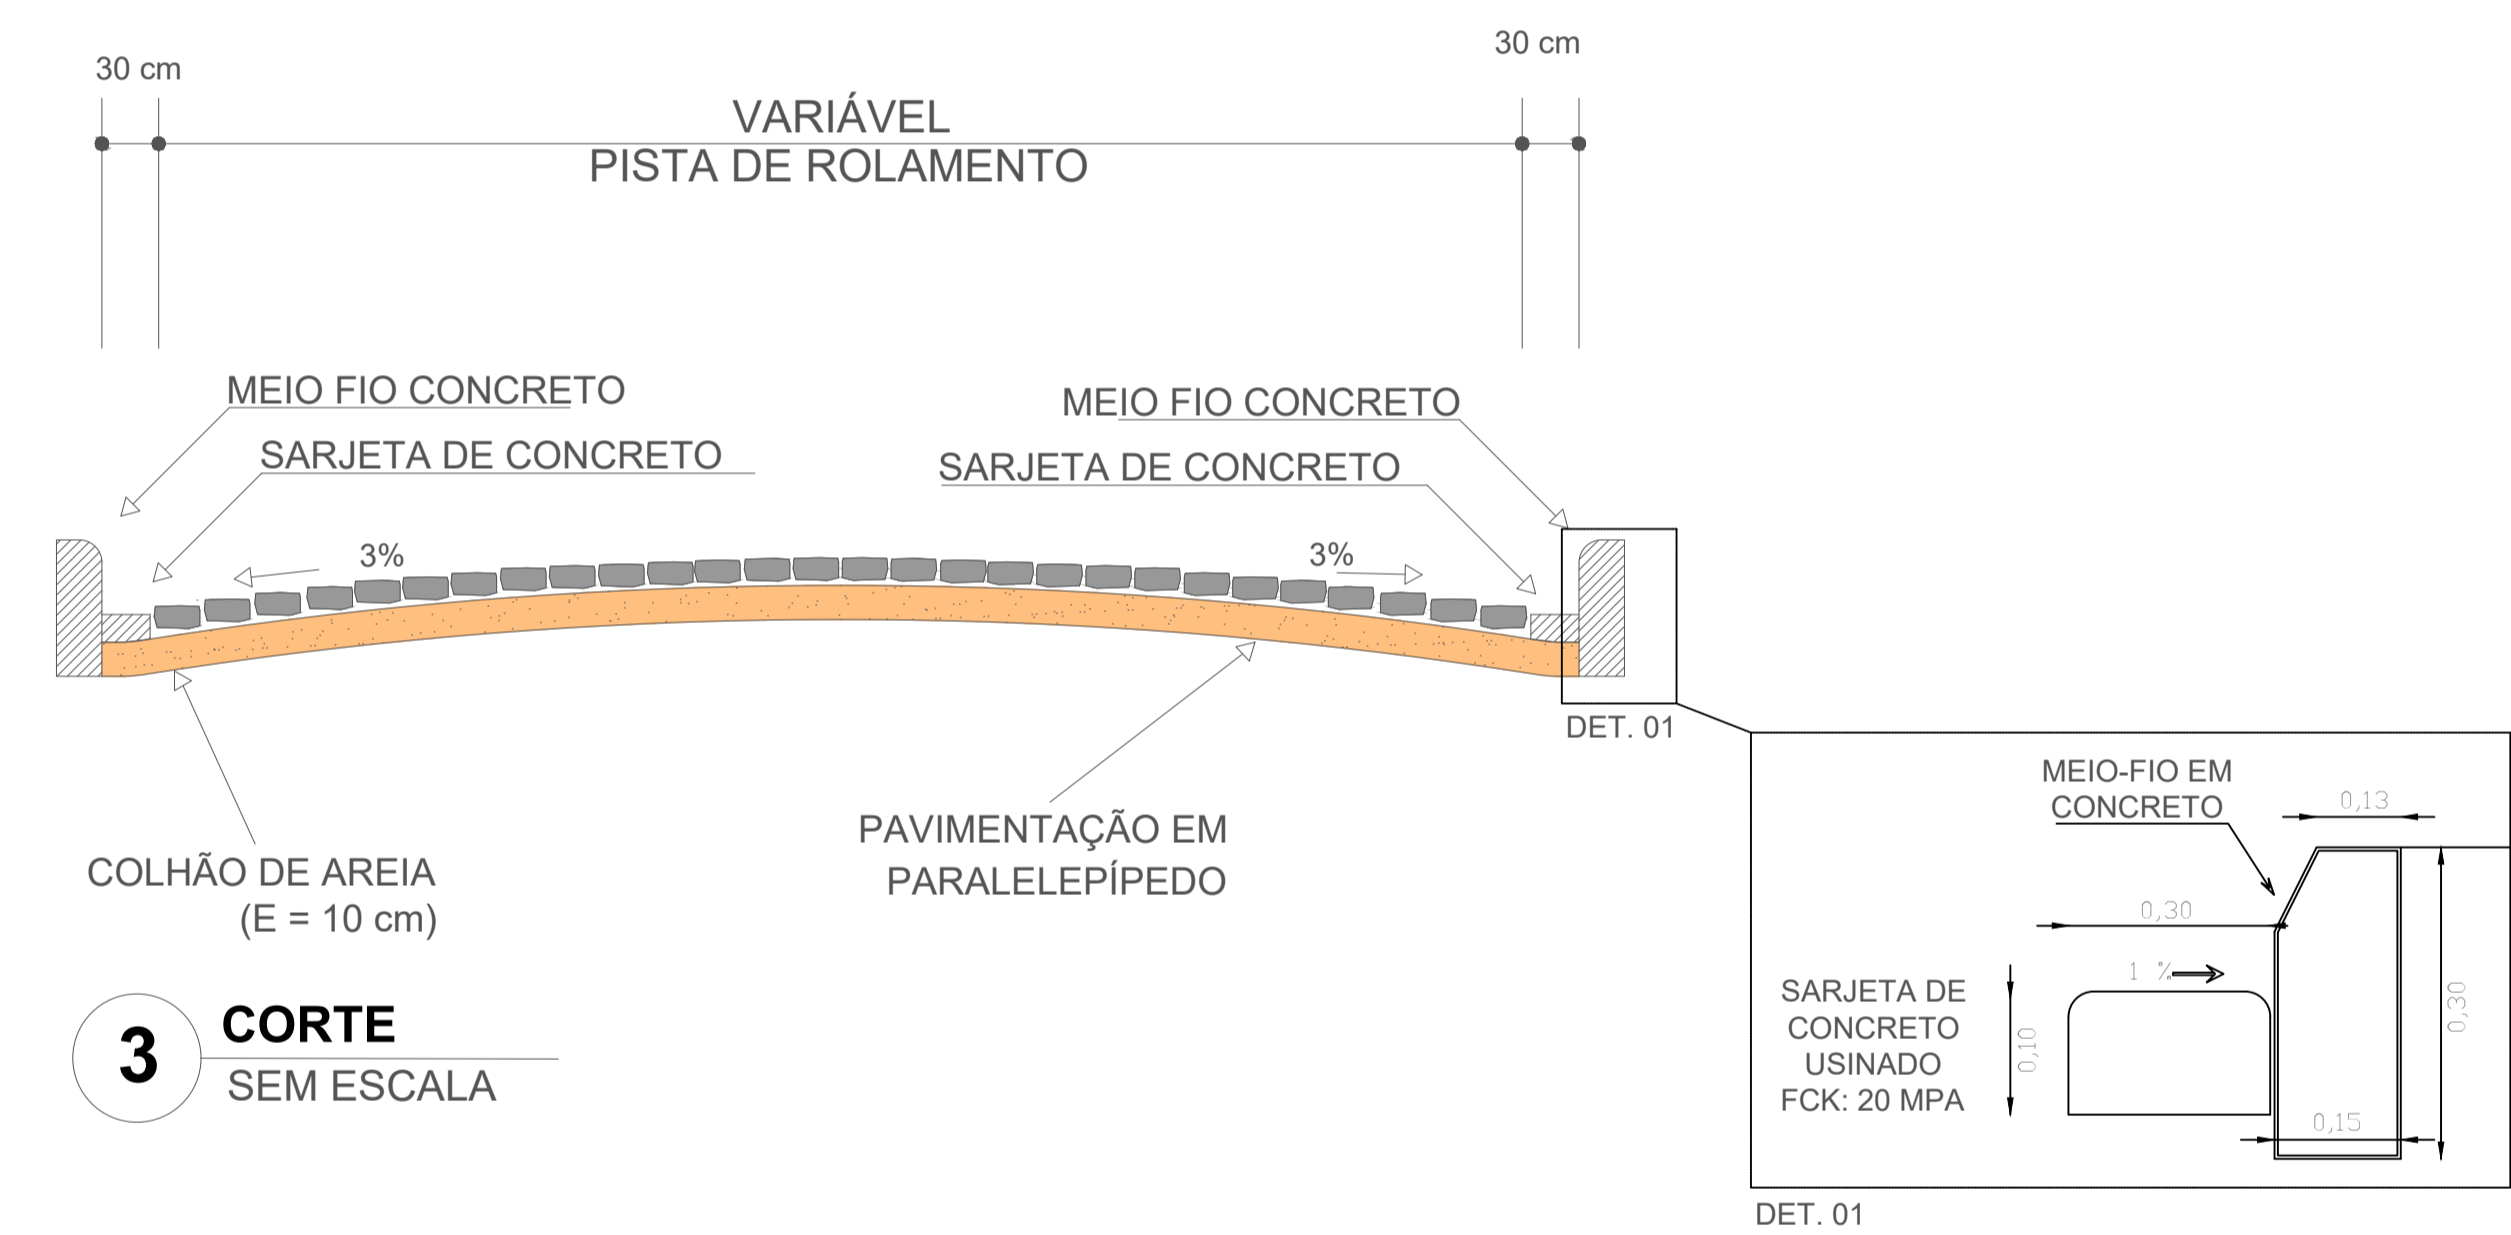 30 cm
30 cm
VARIÁVEL
PISTA DE ROLAMENTO
MEIO FIO CONCRETO
SARJETA DE CONCRETO
MEIO FIO CONCRETO
SARJETA DE CONCRETO
3%
3%
DET. 01
COLHÃO DE AREIA
(E = 10 cm)
PAVIMENTAÇÃO EM
PARALELEPÍPEDO
3
CORTE
SEM ESCALA
MEIO-FIO EM
CONCRETO
0,13
0,30
1 %
SARJETA DE
CONCRETO
USINADO
FCK: 20 MPA
0,10
0,30
0,15
DET. 01